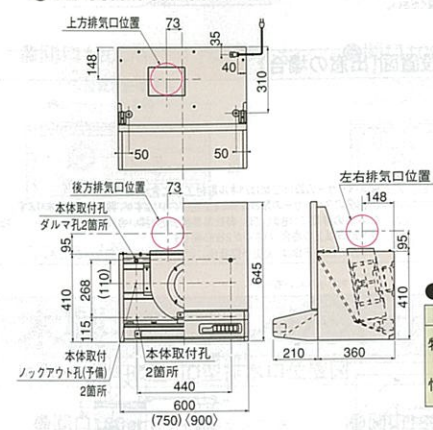 上方排気口位置
73
35
148
40
310
50
50
後方排気口位置
73
左右排気口位置
148
本体取付孔
ダルマ孔2箇所
95
95
268
(110)
410
115
645
410
本体取付
ノックアウト孔(予備)
2箇所
本体取付孔
2箇所
440
600
(750)〈900〉
210
360